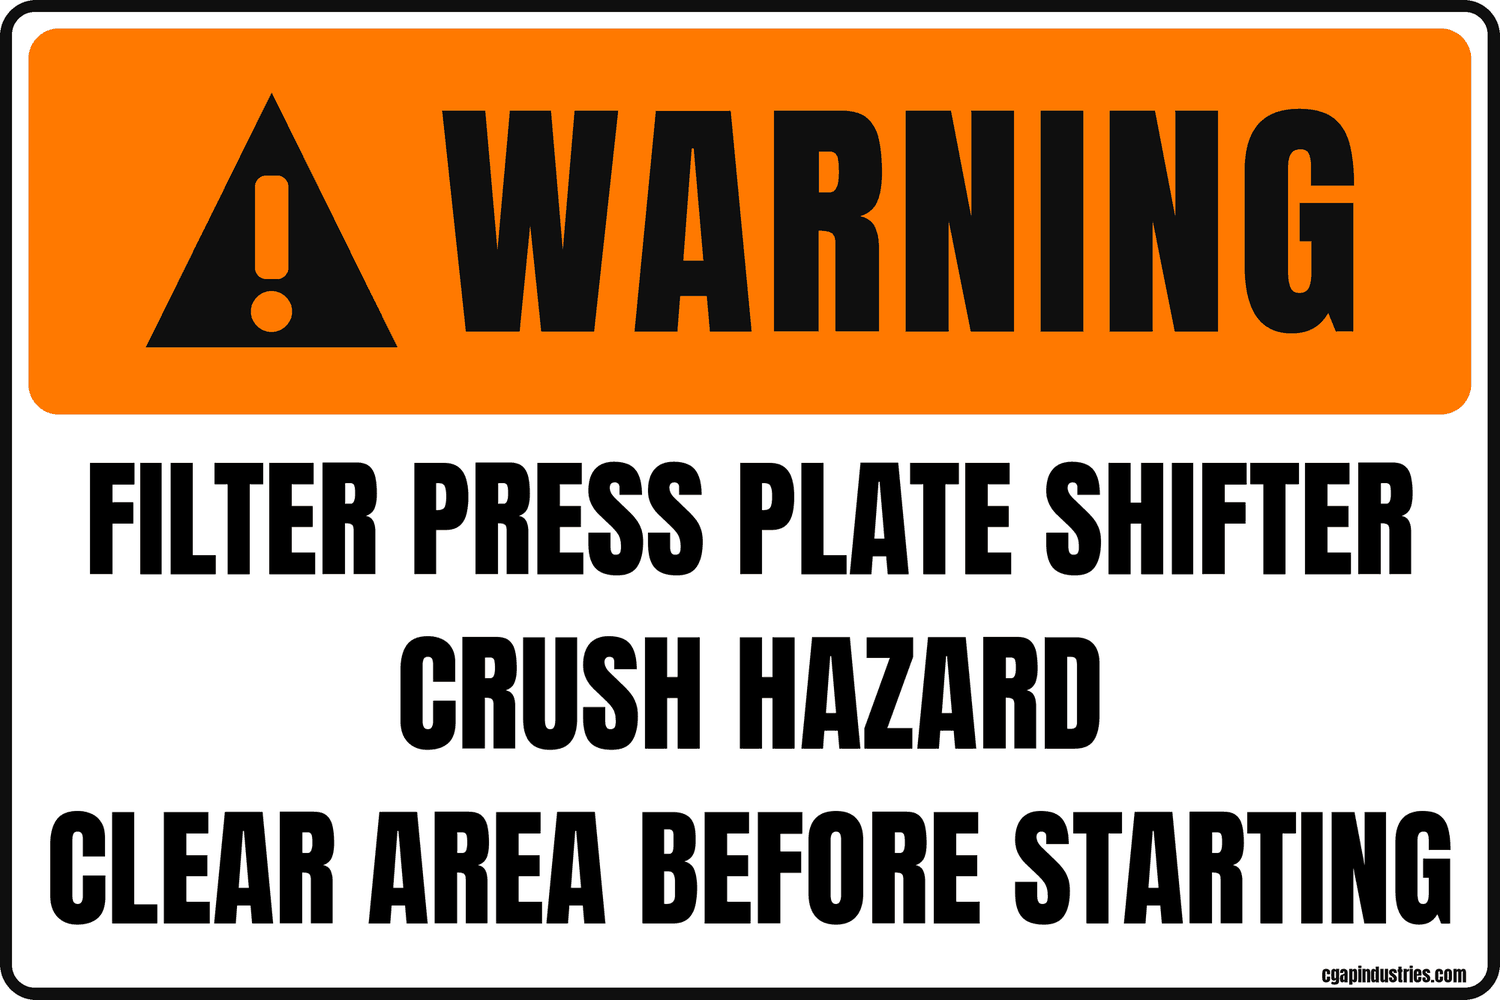 WARNING
FILTER PRESS PLATE SHIFTER
CRUSH HAZARD
CLEAR AREA BEFORE STARTING
cgapindustries.com